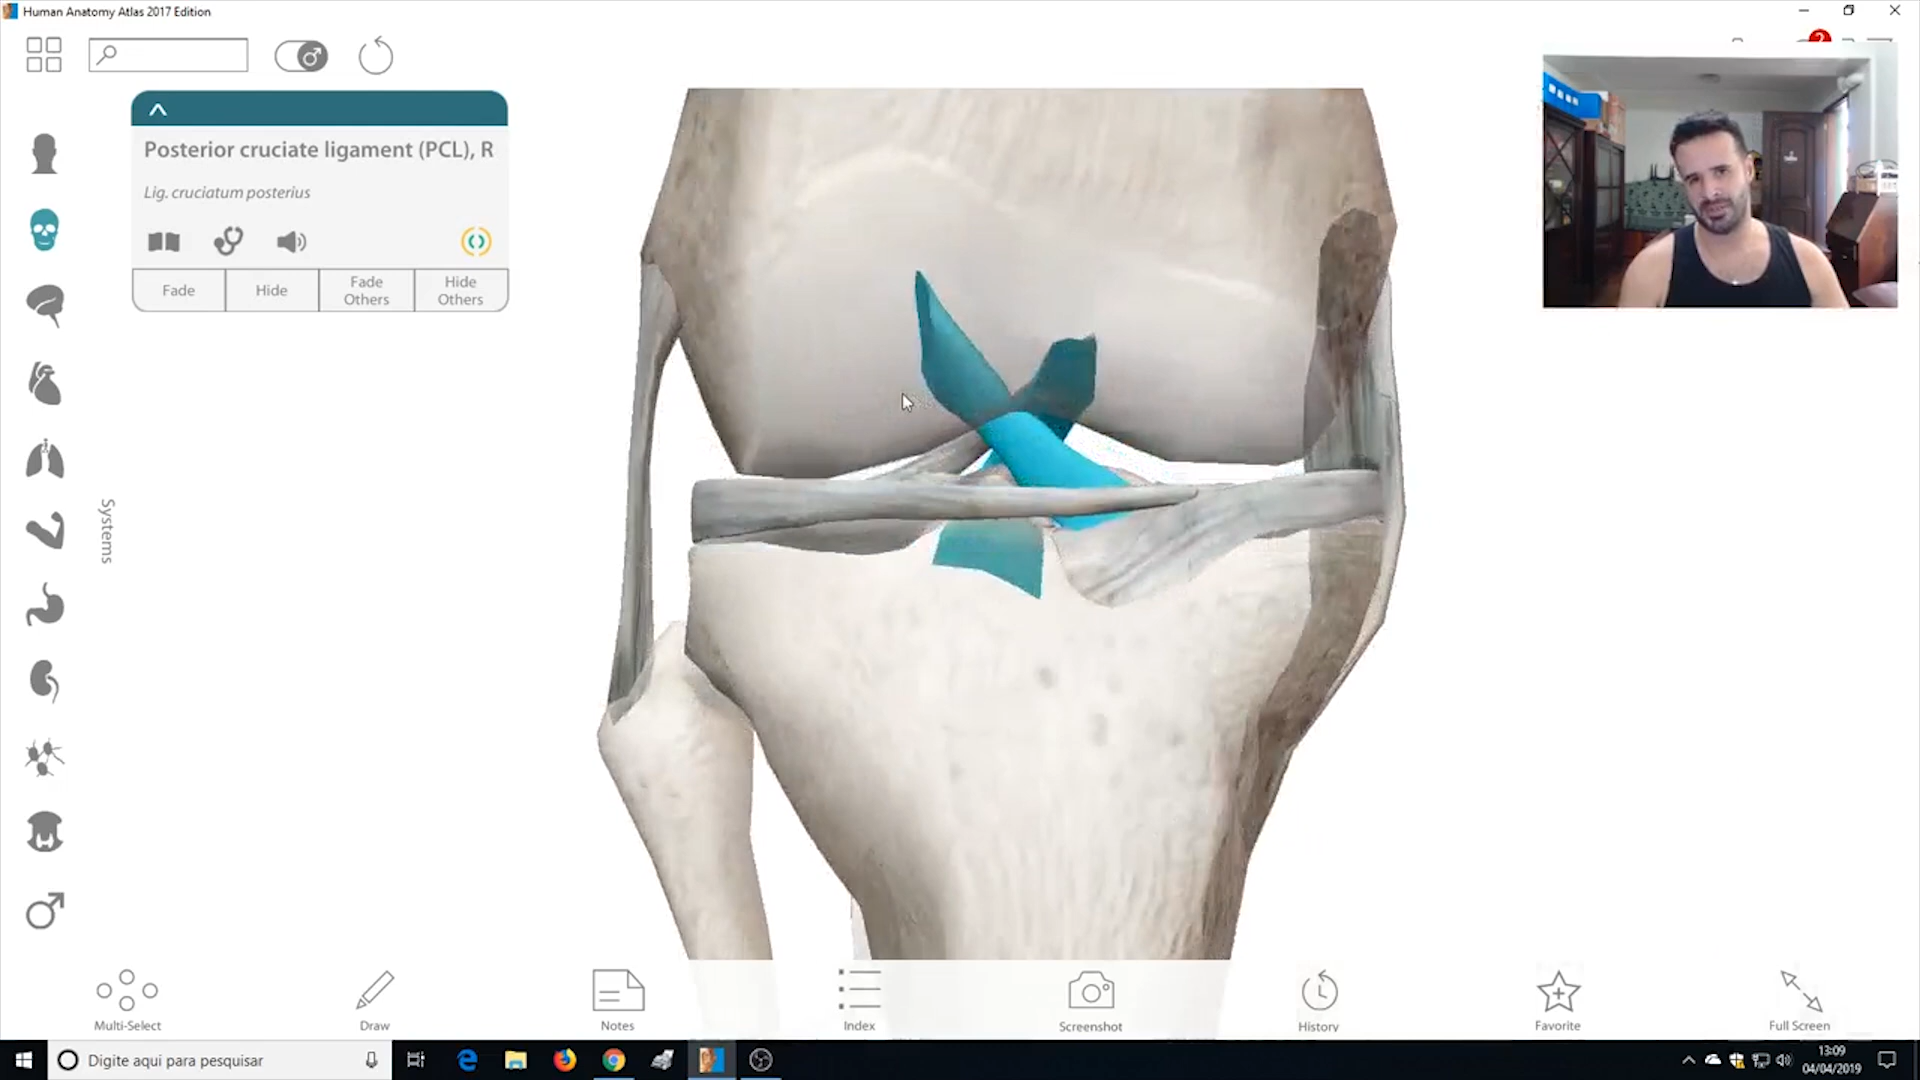 Human Anatomy Atlas 2017 Edition
2
Posterior cruciate ligament (PCL), R
Lig. cruciatum posterius
Fade
Hide
Fade
Others
Hide
Others
Systems
Multi-Select
Draw
Notes
Index
Screenshot
History
Favorite
Full Screen
Digite aqui para pesquisar
13:09
04/04/2019